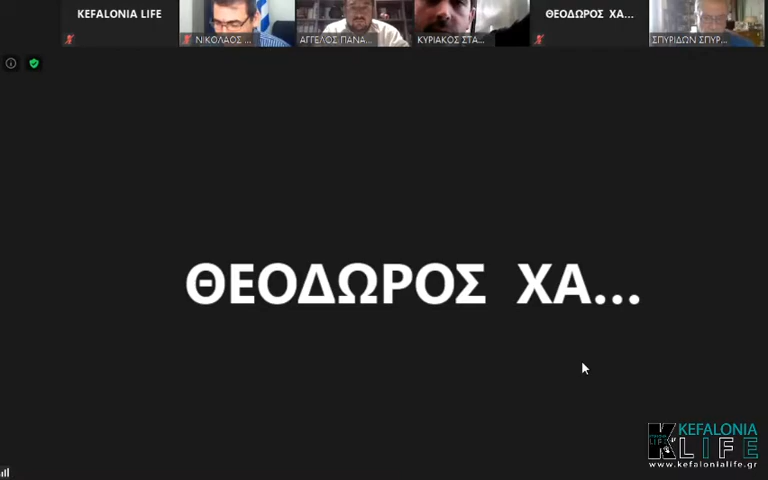 KEFALONIA LIFE
ΝΙΚΟΛΑΟΣ ...
ΑΓΓΕΛΟΣ ΠΑΝΑ...
ΚΥΡΙΑΚΟΣ ΣΤΑ...
ΘΕΟΔΩΡΟΣ ΧΑ...
ΣΠΥΡΙΔΩΝ ΣΠΥΡ...
ΘΕΟΔΩΡΟΣ ΧΑ...
KEFALONIA
LIFE
www.kefalonialife.gr